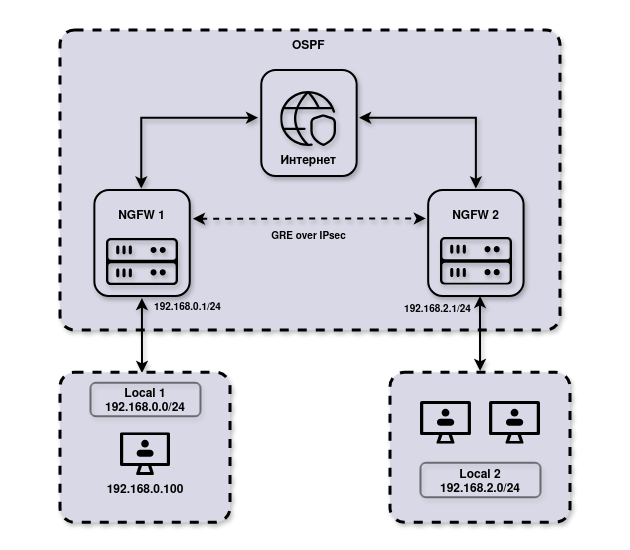 OSPF
Интернет
NGFW 1
NGFW 2
GRE over IPsec
192.168.0.1/24
192.168.2.1/24
Local 1
192.168.0.0/24
192.168.0.100
Local 2
192.168.2.0/24